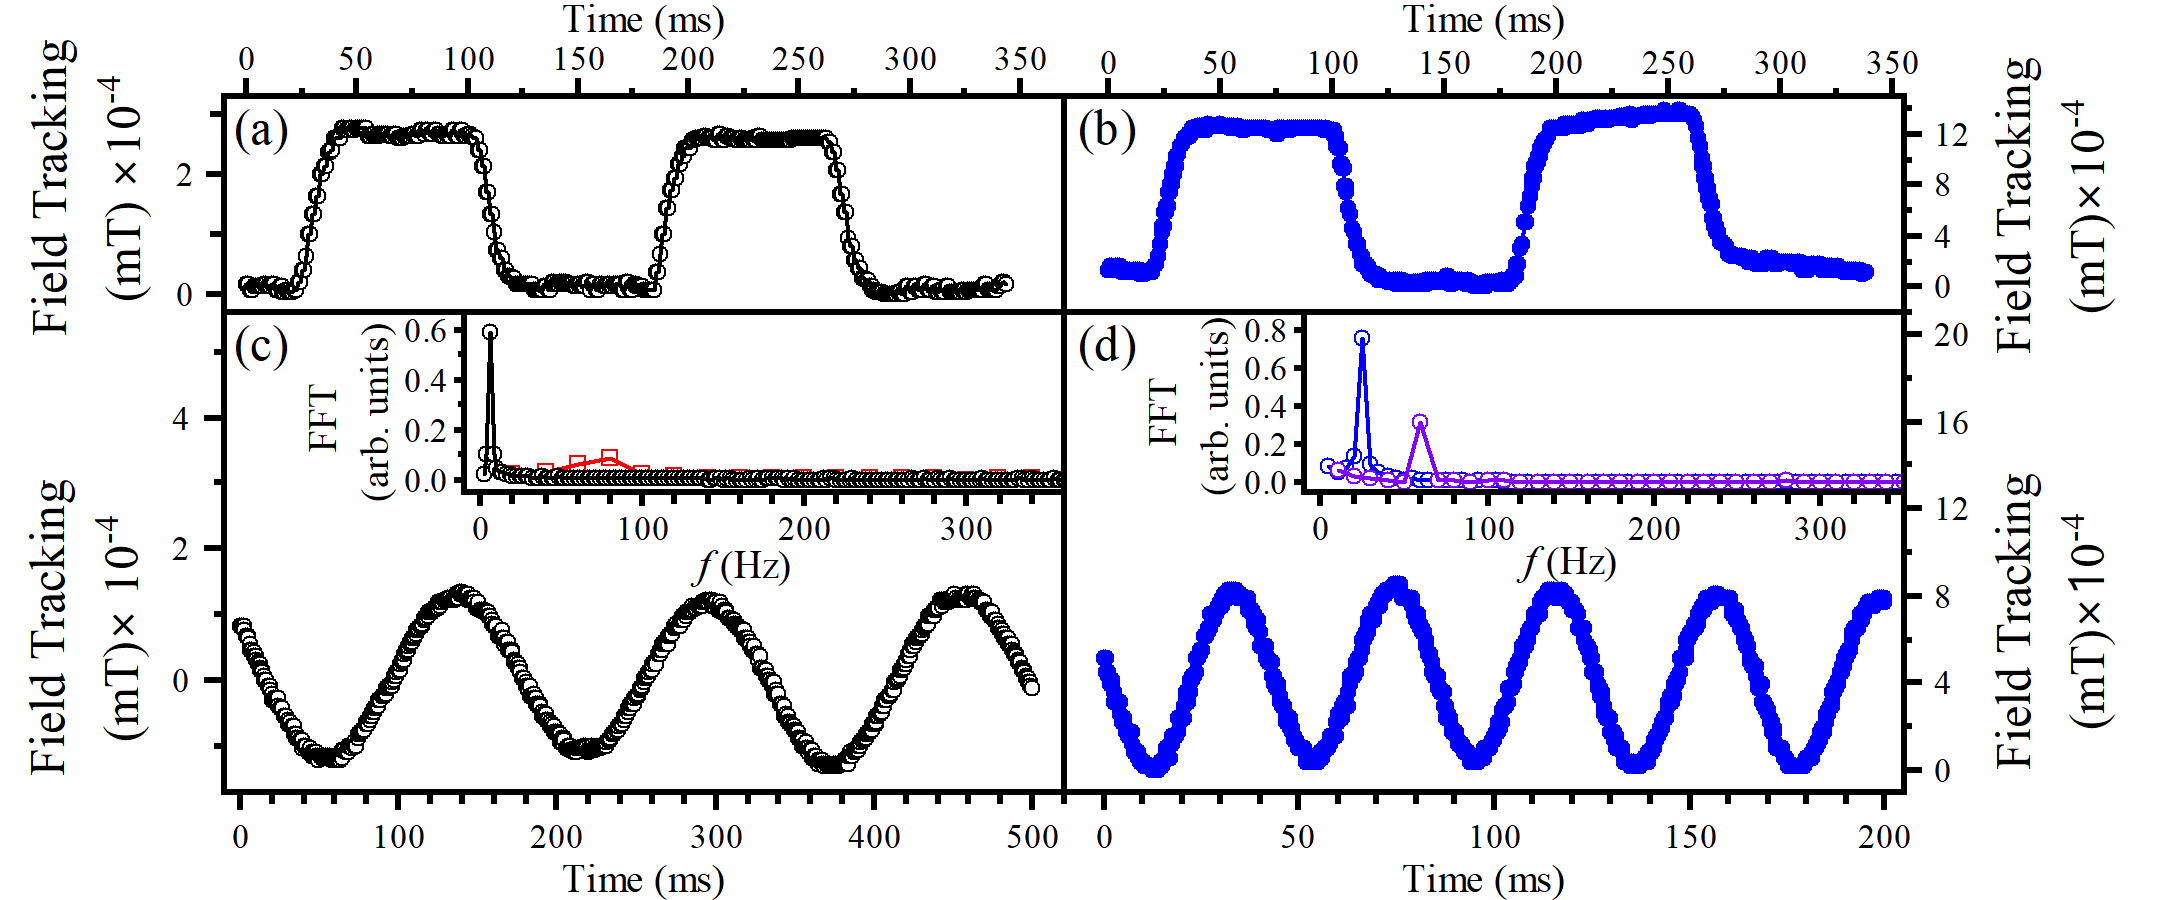 Time (ms)
0 50 100 150 200 250 300 350
Time (ms)
0 50 100 150 200 250 300 350
Field Tracking
(mT) ×10-4
2
0
(a)
(b)
12
8
4
0
Field Tracking
(mT)×10-4
(c)
FFT
(arb. units)
0.6
0.4
0.2
0.0
0 100 200 300
f (Hz)
(d)
FFT
(arb. units)
0.8
0.6
0.4
0.2
0.0
0 100 200 300
f (Hz)
Field Tracking
(mT)× 10-4
4
2
0
20
16
12
8
4
0
Field Tracking
(mT)×10-4
0 100 200 300 400 500
Time (ms)
0 50 100 150 200
Time (ms)